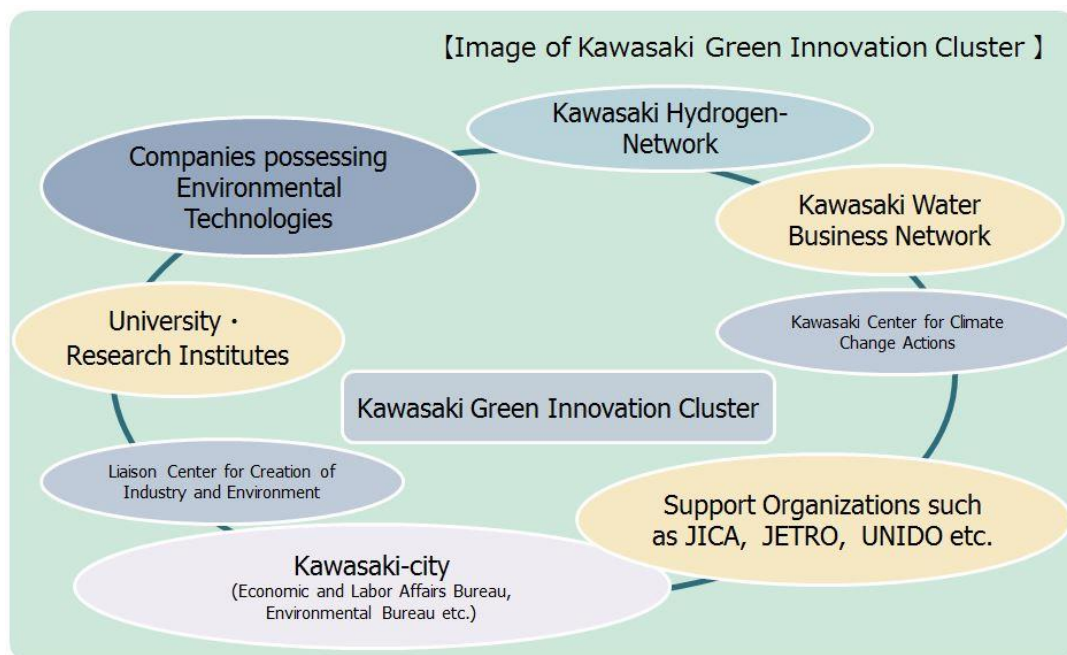 【Image of Kawasaki Green Innovation Cluster 】
Kawasaki Hydrogen-
Network
Companies possessing
Environmental
Technologies
Kawasaki Water
Business Network
University・
Research Institutes
Kawasaki Center for Climate
Change Actions
Kawasaki Green Innovation Cluster
Liaison Center for Creation of
Industry and Environment
Support Organizations such
as JICA, JETRO, UNIDO etc.
Kawasaki-city
(Economic and Labor Affairs Bureau,
Environmental Bureau etc.)